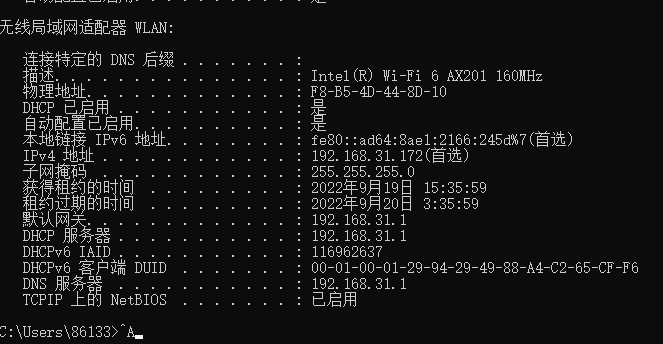 无线局域网适配器 WLAN:
连接特定的 DNS 后缀 . . . . . . . :
描述. . . . . . . . . . . . . . . : Intel(R) Wi-Fi 6 AX201 160MHz
物理地址. . . . . . . . . . . . . : F8-B5-4D-44-8D-10
DHCP 已启用 . . . . . . . . . . . : 是
自动配置已启用. . . . . . . . . . : 是
本地链接 IPv6 地址. . . . . . . . : fe80::ad64:8ae1:2166:245d%7(首选)
IPv4 地址 . . . . . . . . . . . . : 192.168.31.172(首选)
子网掩码 . . . . . . . . . . . . : 255.255.255.0
获得租约的时间 . . . . . . . . . : 2022年9月19日 15:35:59
租约过期的时间 . . . . . . . . . : 2022年9月20日 3:35:59
默认网关. . . . . . . . . . . . . : 192.168.31.1
DHCP 服务器 . . . . . . . . . . . : 192.168.31.1
DHCPv6 IAID . . . . . . . . . . . : 116962637
DHCPv6 客户端 DUID . . . . . . . : 00-01-00-01-29-94-29-49-88-A4-C2-65-CF-F6
DNS 服务器 . . . . . . . . . . . : 192.168.31.1
TCPIP 上的 NetBIOS . . . . . . . : 已启用
C:\Users\86133>^A